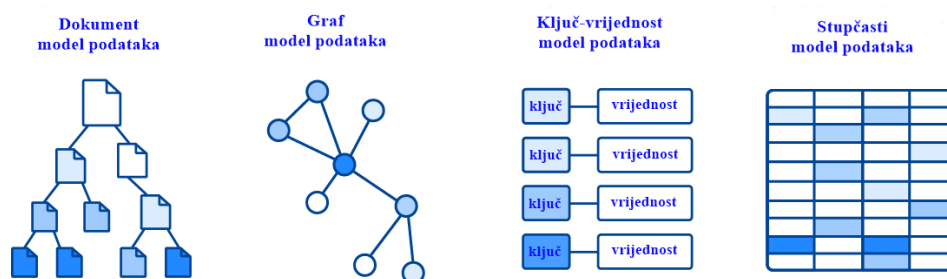 Dokument
model podataka
Graf
model podataka
Ključ-vrijednost
model podataka
Stupčasti
model podataka
ključ
vrijednost
ključ
vrijednost
ključ
vrijednost
ključ
vrijednost